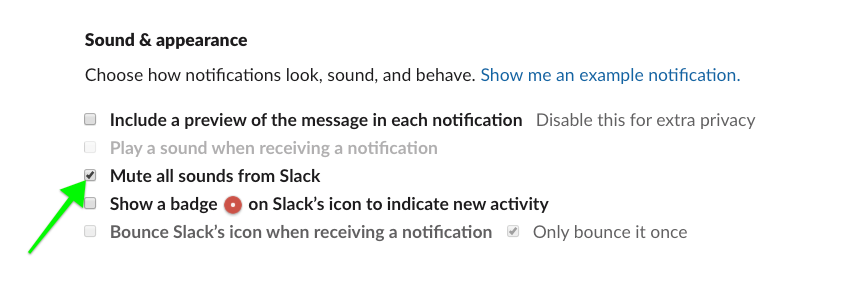 Sound & appearance
Choose how notifications look, sound, and behave. Show me an example notification.
Include a preview of the message in each notification Disable this for extra privacy
Play a sound when receiving a notification
Mute all sounds from Slack
Show a badge on Slack’s icon to indicate new activity
Bounce Slack’s icon when receiving a notification Only bounce it once